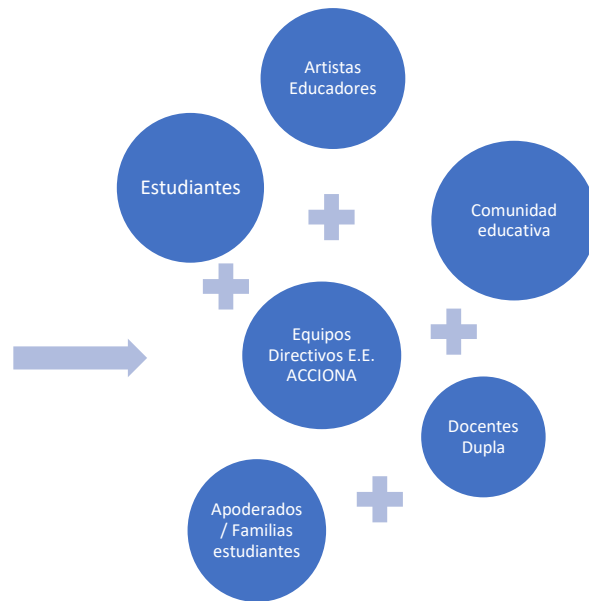 Artistas
Educadores
Estudiantes
Comunidad
educativa
Equipos
Directivos E.E.
ACCIONA
Docentes
Dupla
Apoderados
/ Familias
estudiantes